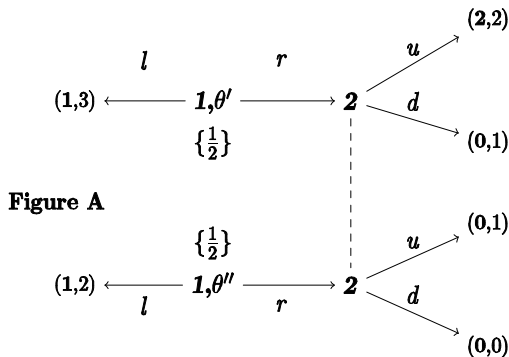 (2,2)
l r u
(1,3) 1,θ′ 2 d
{1/2} (0,1)
Figure A
{1/2} (0,1)
u
(1,2) 1,θ″ 2 d
l r
(0,0)